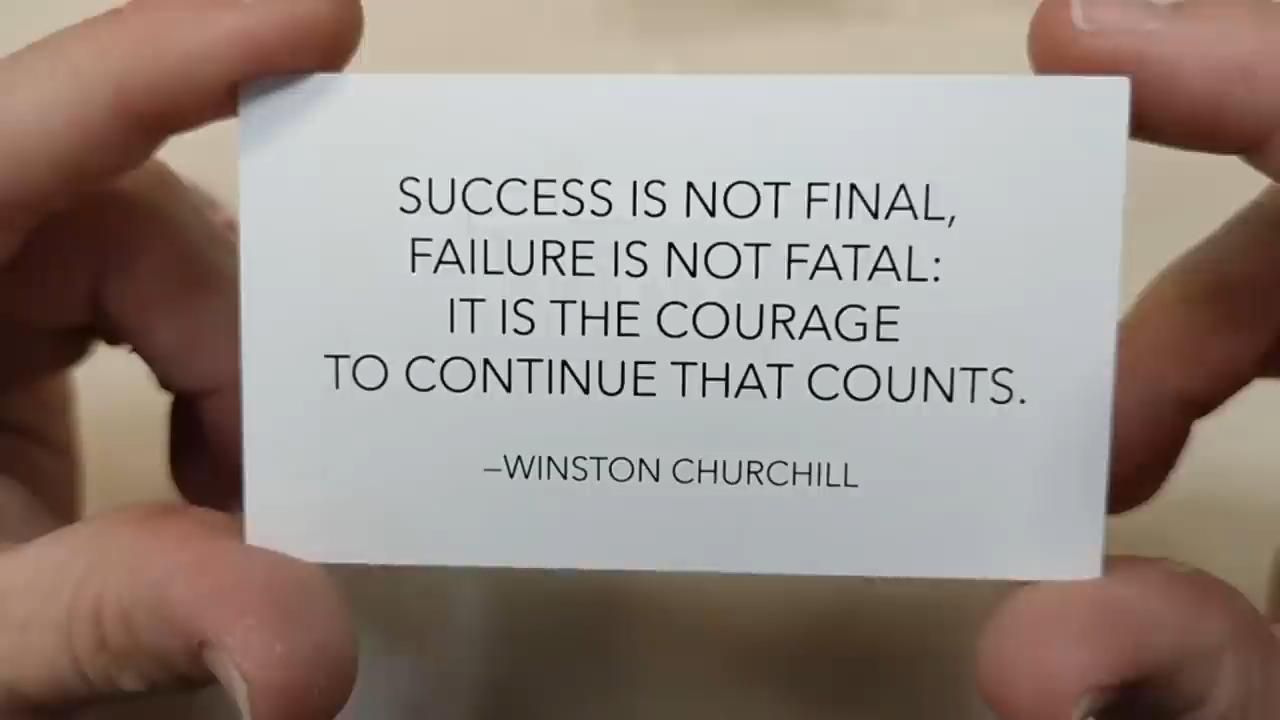 SUCCESS IS NOT FINAL,
FAILURE IS NOT FATAL:
IT IS THE COURAGE
TO CONTINUE THAT COUNTS.
–WINSTON CHURCHILL